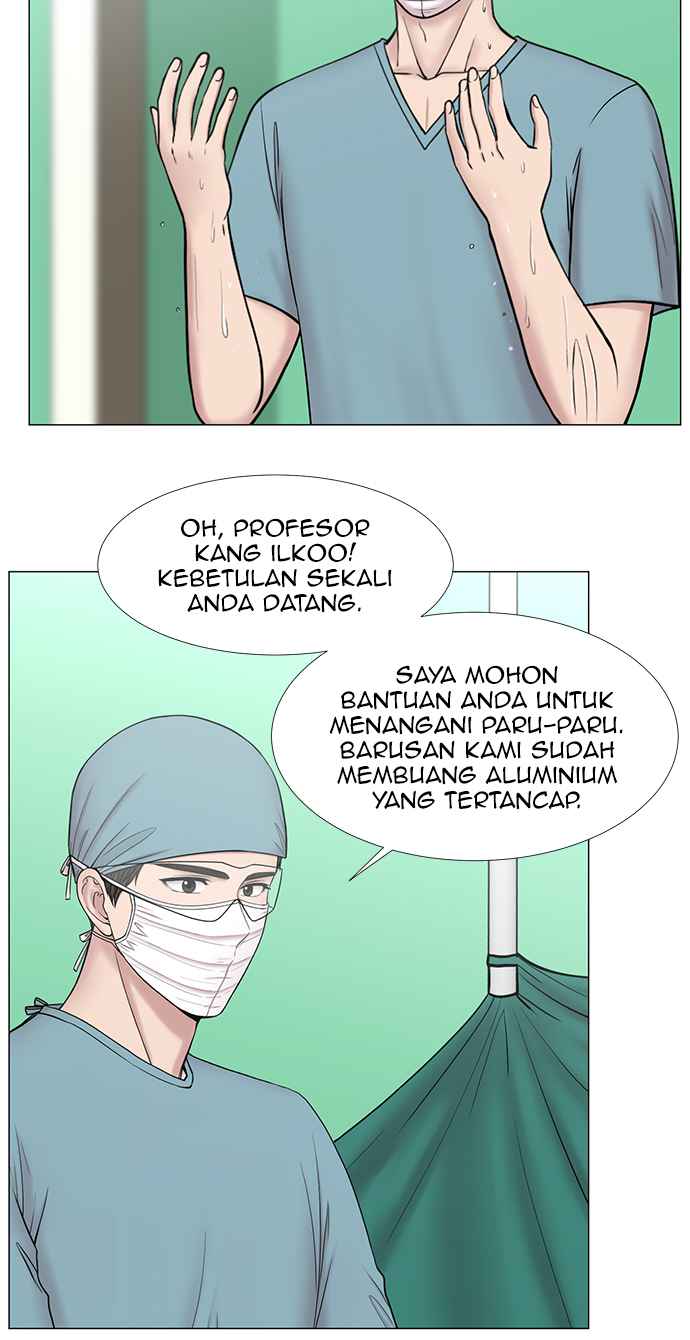 OH, PROFESOR
KANG ILKOO!
KEBETULAN SEKALI
ANDA DATANG.
SAYA MOHON
BANTUAN ANDA UNTUK
MENANGANI PARU-PARU.
BARUSAN KAMI SUDAH
MEMBUANG ALUMINIUM
YANG TERTANCAP.